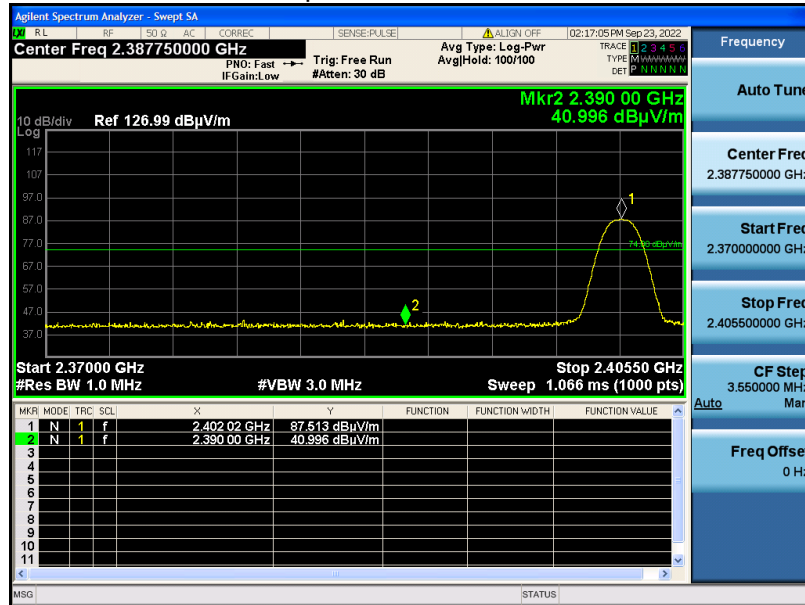 Agilent Spectrum Analyzer - Swept SA
LXI RL RF 50 Ω AC CORREC SENSE:PULSE ALIGN OFF 02:17:05 PM Sep 23, 2022
Center Freq 2.387750000 GHz
PNO: Fast
IFGain:Low
Trig: Free Run
#Atten: 30 dB
Avg Type: Log-Pwr
Avg|Hold: 100/100
TRACE 1 2 3 4 5 6
TYPE M WWWWW
DET P N N N N N
Mkr2 2.390 00 GHz
40.996 dBµV/m
10 dB/div Ref 126.99 dBµV/m
Log
117
107
97.0
87.0
77.0
67.0
57.0
47.0
37.0
1
74.00 dBµV/m
2
Start 2.37000 GHz Stop 2.40550 GHz
#Res BW 1.0 MHz #VBW 3.0 MHz Sweep 1.066 ms (1000 pts)
MKR MODE TRC SCL X Y FUNCTION FUNCTION WIDTH FUNCTION VALUE
1 N 1 f 2.402 02 GHz 87.513 dBµV/m
2 N 1 f 2.390 00 GHz 40.996 dBµV/m
3
4
5
6
7
8
9
10
11
MSG STATUS
Frequency
Auto Tune
Center Freq
2.387750000 GHz
Start Freq
2.370000000 GHz
Stop Freq
2.405500000 GHz
CF Step
3.550000 MHz
Auto Man
Freq Offset
0 Hz